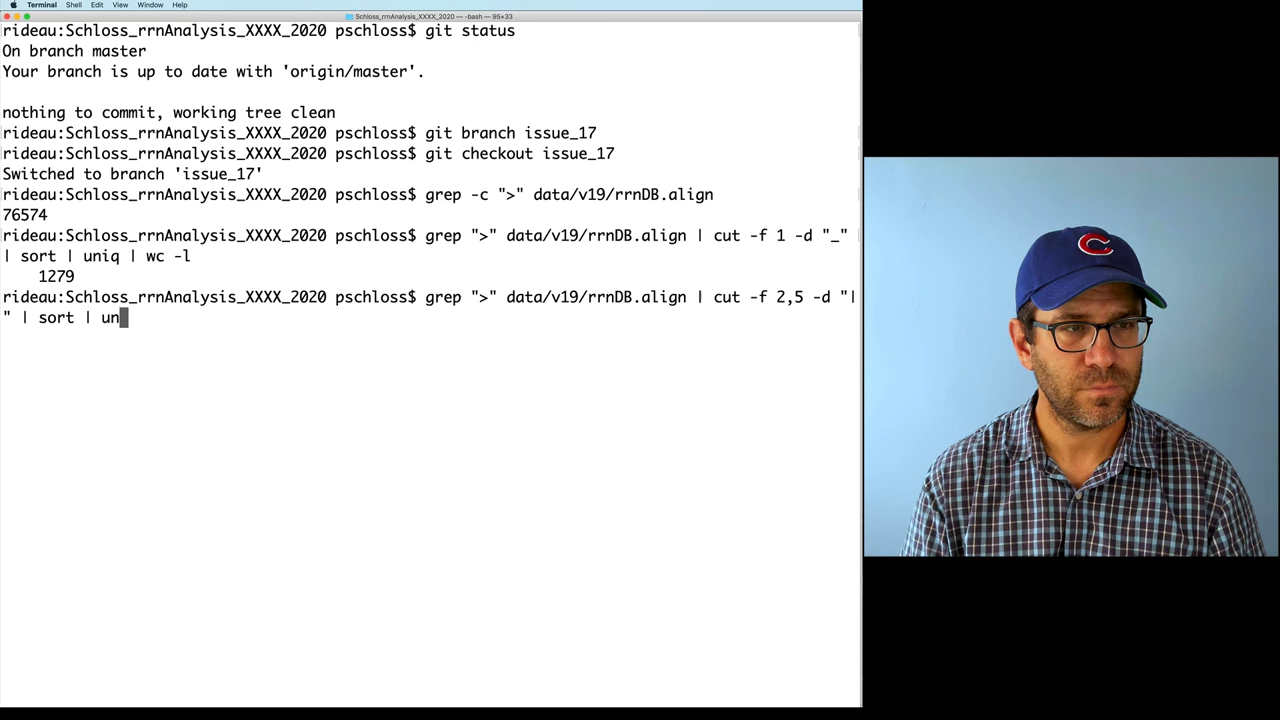 Terminal Shell Edit View Window Help
Schloss_rrnAnalysis_XXXX_2020 — -bash — 95×33
rideau:Schloss_rrnAnalysis_XXXX_2020 pschloss$ git status
On branch master
Your branch is up to date with 'origin/master'.
nothing to commit, working tree clean
rideau:Schloss_rrnAnalysis_XXXX_2020 pschloss$ git branch issue_17
rideau:Schloss_rrnAnalysis_XXXX_2020 pschloss$ git checkout issue_17
Switched to branch 'issue_17'
rideau:Schloss_rrnAnalysis_XXXX_2020 pschloss$ grep -c ">" data/v19/rrnDB.align
76574
rideau:Schloss_rrnAnalysis_XXXX_2020 pschloss$ grep ">" data/v19/rrnDB.align | cut -f 1 -d "_"
| sort | uniq | wc -l
1279
rideau:Schloss_rrnAnalysis_XXXX_2020 pschloss$ grep ">" data/v19/rrnDB.align | cut -f 2,5 -d "|
" | sort | un
C